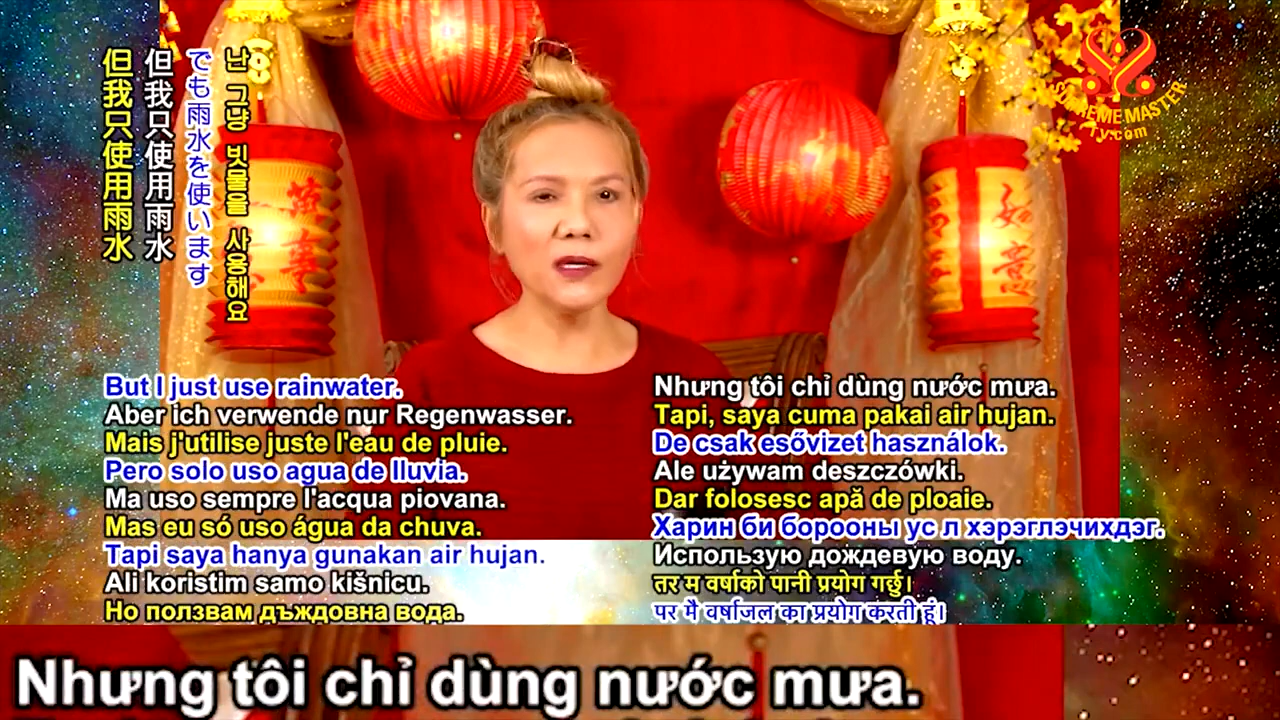 但我只使用雨水
但我只使用雨水
でも雨水を使います
난 그냥 빗물을 사용해요
SUPREME MASTER
TV.com
如意
But I just use rainwater.
Aber ich verwende nur Regenwasser.
Mais j'utilise juste l'eau de pluie.
Pero solo uso agua de lluvia.
Ma uso sempre l'acqua piovana.
Mas eu só uso água da chuva.
Tapi saya hanya gunakan air hujan.
Ali koristim samo kišnicu.
Но ползвам дъждовна вода.
Nhưng tôi chỉ dùng nước mưa.
Tapi, saya cuma pakai air hujan.
De csak esővizet használok.
Ale używam deszczówki.
Dar folosesc apă de ploaie.
Харин би борооны ус л хэрэглэчихдэг.
Использую дождевую воду.
तर म वर्षाको पानी प्रयोग गर्छु।
पर मै वर्षाजल का प्रयोग करती हूं।
Nhưng tôi chỉ dùng nước mưa.